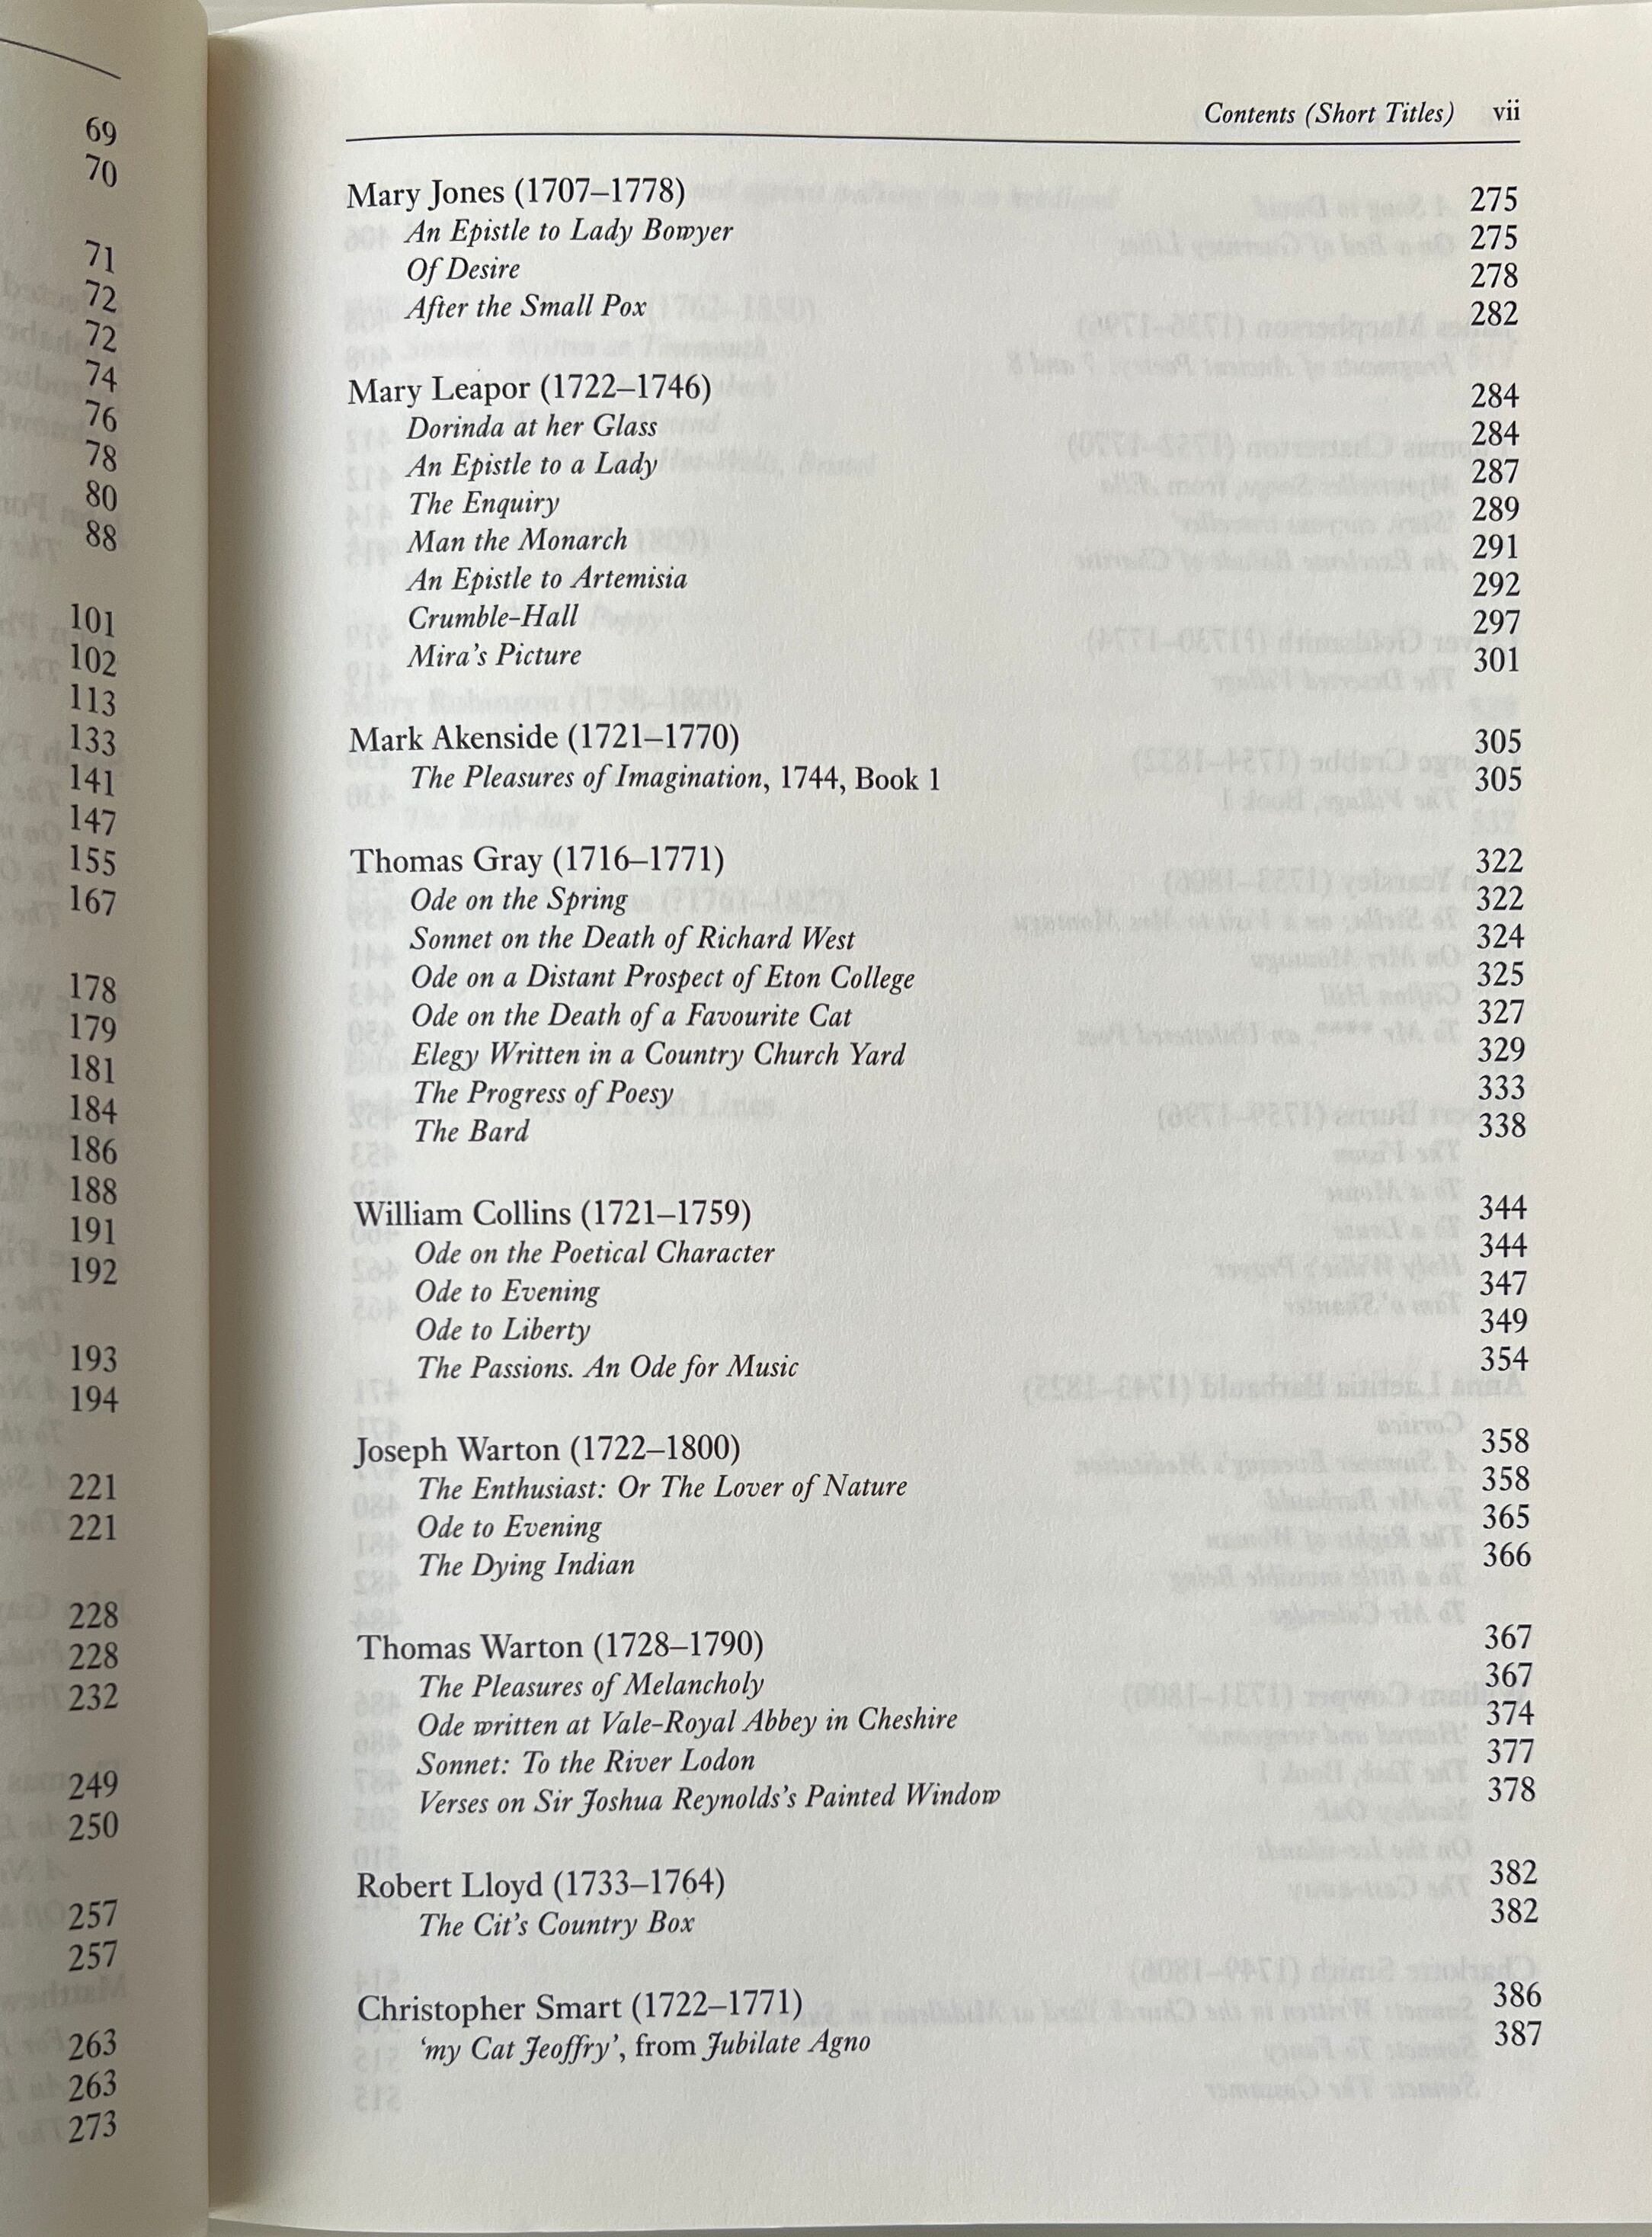 69
70
71
72
72
74
76
78
80
88
101
102
113
133
141
147
155
167
178
179
181
184
186
188
191
192
193
194
221
221
228
228
232
249
250
257
257
263
263
273
Contents (Short Titles) vii
Mary Jones (1707–1778) 275
An Epistle to Lady Bowyer 275
Of Desire 278
After the Small Pox 282
Mary Leapor (1722–1746) 284
Dorinda at her Glass 284
An Epistle to a Lady 287
The Enquiry 289
Man the Monarch 291
An Epistle to Artemisia 292
Crumble-Hall 297
Mira's Picture 301
Mark Akenside (1721–1770) 305
The Pleasures of Imagination, 1744, Book 1 305
Thomas Gray (1716–1771) 322
Ode on the Spring 322
Sonnet on the Death of Richard West 324
Ode on a Distant Prospect of Eton College 325
Ode on the Death of a Favourite Cat 327
Elegy Written in a Country Church Yard 329
The Progress of Poesy 333
The Bard 338
William Collins (1721–1759) 344
Ode on the Poetical Character 344
Ode to Evening 347
Ode to Liberty 349
The Passions. An Ode for Music 354
Joseph Warton (1722–1800) 358
The Enthusiast: Or The Lover of Nature 358
Ode to Evening 365
The Dying Indian 366
Thomas Warton (1728–1790) 367
The Pleasures of Melancholy 367
Ode written at Vale-Royal Abbey in Cheshire 374
Sonnet: To the River Lodon 377
Verses on Sir Joshua Reynolds's Painted Window 378
Robert Lloyd (1733–1764) 382
The Cit's Country Box 382
Christopher Smart (1722–1771) 386
'my Cat Jeoffry', from Jubilate Agno 387